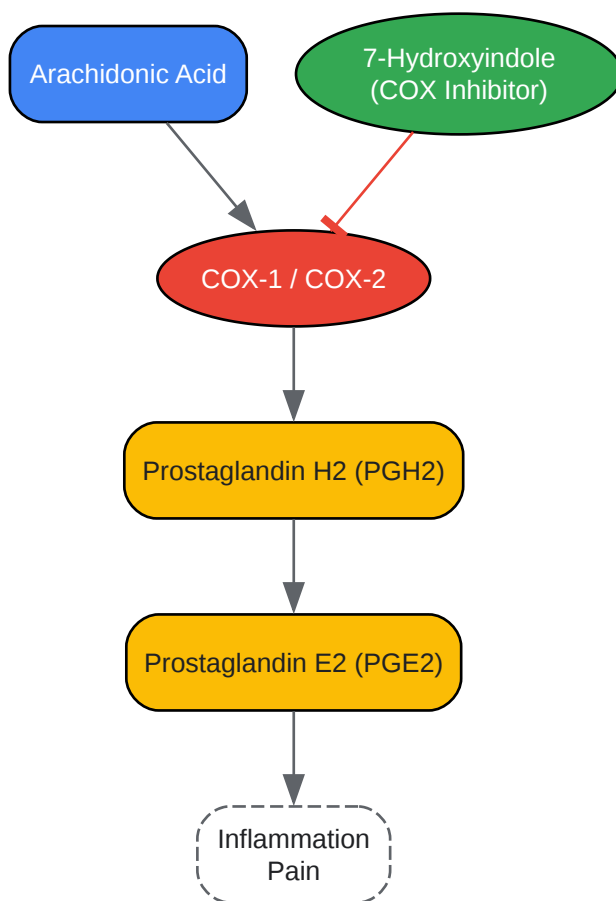 Arachidonic Acid
7-Hydroxyindole
(COX Inhibitor)
COX-1 / COX-2
Prostaglandin H2 (PGH2)
Prostaglandin E2 (PGE2)
Inflammation
Pain